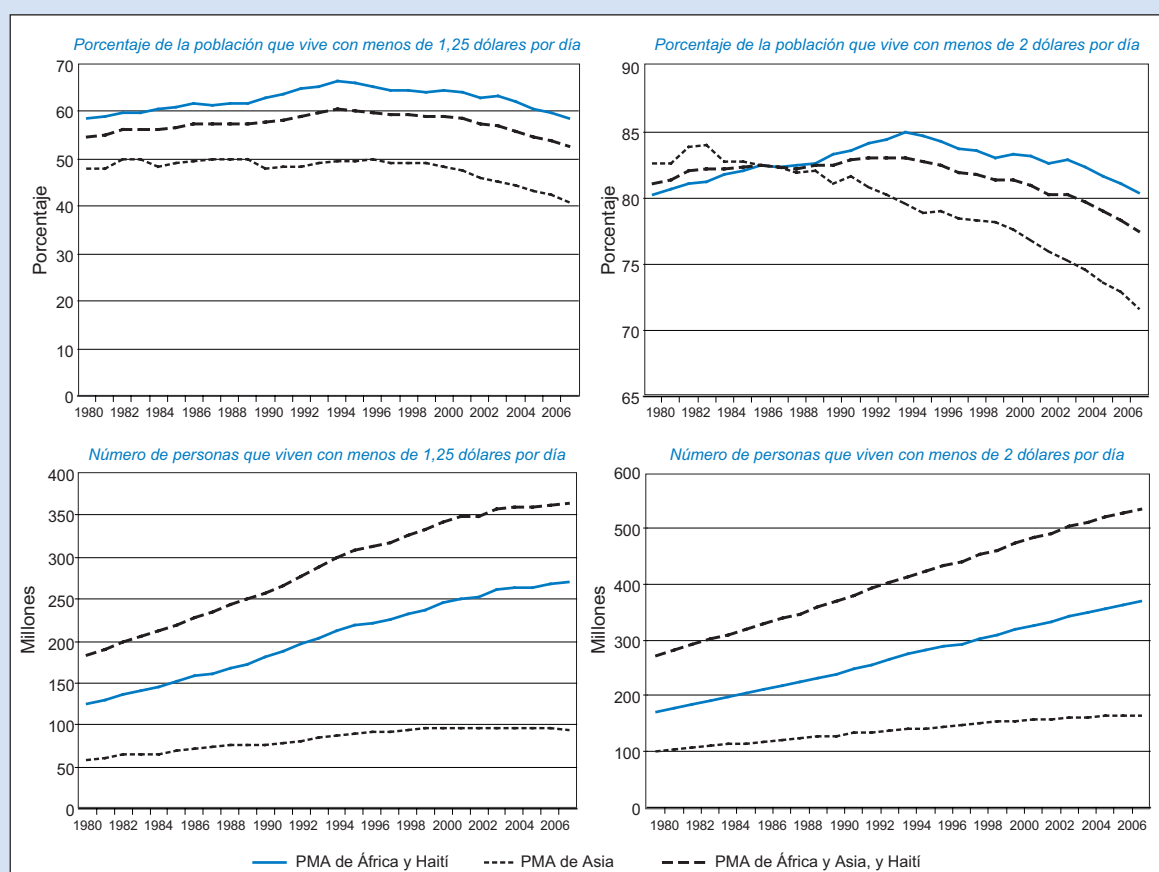 Porcentaje de la población que vive con menos de 1,25 dólares por día
Porcentaje
70
60
50
40
30
20
10
0
1980 1982 1984 1986 1988 1990 1992 1994 1996 1998 2000 2002 2004 2006
Porcentaje de la población que vive con menos de 2 dólares por día
Porcentaje
90
85
80
75
70
65
1980 1982 1984 1986 1988 1990 1992 1994 1996 1998 2000 2002 2004 2006
Número de personas que viven con menos de 1,25 dólares por día
Millones
400
350
300
250
200
150
100
50
0
1980 1982 1984 1986 1988 1990 1992 1994 1996 1998 2000 2002 2004 2006
Número de personas que viven con menos de 2 dólares por día
Millones
600
500
400
300
200
100
0
1980 1982 1984 1986 1988 1990 1992 1994 1996 1998 2000 2002 2004 2006
PMA de África y Haití PMA de Asia PMA de África y Asia, y Haití